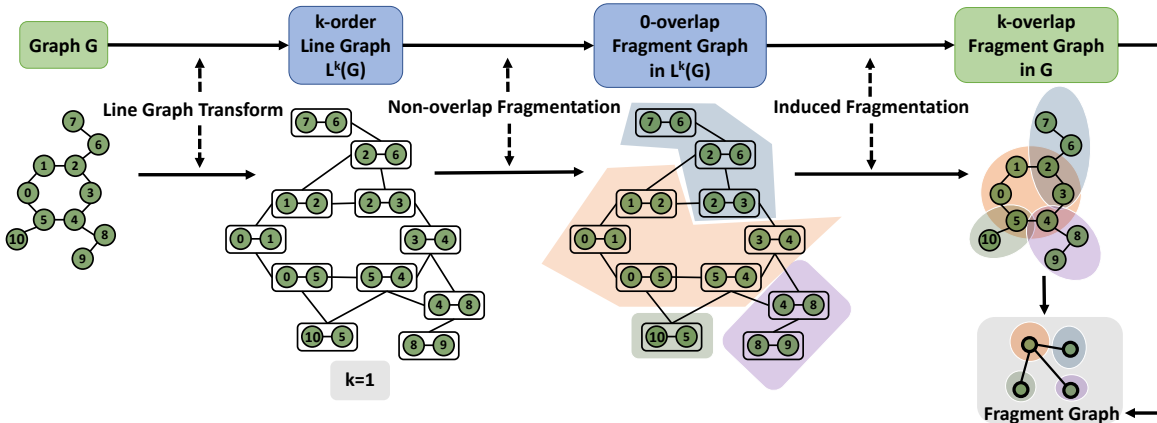 Graph G
k-order
Line Graph
L^k(G)
0-overlap
Fragment Graph
in L^k(G)
k-overlap
Fragment Graph
in G
Line Graph Transform
Non-overlap Fragmentation
Induced Fragmentation
7
6
1 2
0 3
5 4
10 8
9
7 6
2 6
1 2 2 3
0 1 3 4
0 5 5 4
4 8
10 5 8 9
k=1
7 6
2 6
1 2 2 3
0 1 3 4
0 5 5 4
4 8
10 5 8 9
7
6
1 2
0 3
5 4
10 8
9
Fragment Graph